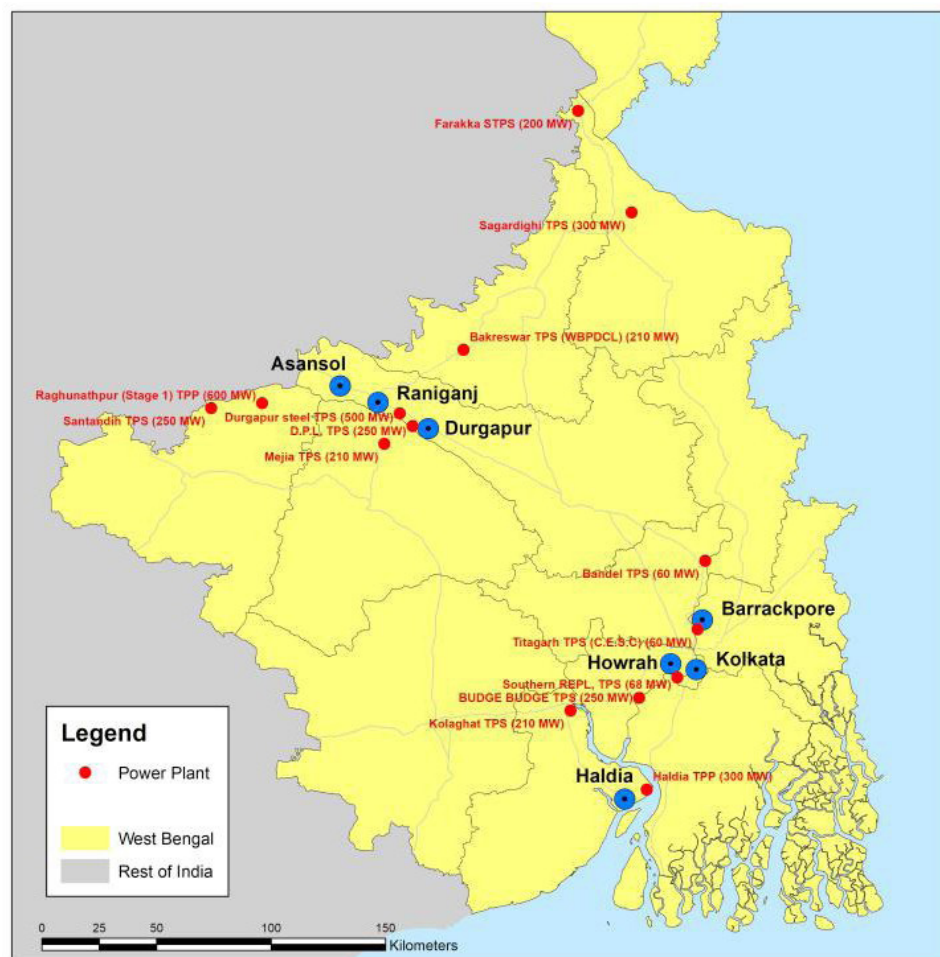 Farakka STPS (200 MW)
Sagardighi TPS (300 MW)
Bakreswar TPS (WBPDCL) (210 MW)
Asansol
Raghunathpur (Stage 1) TPP (600 MW)
Raniganj
Santandih TPS (250 MW)
Durgapur steel TPS (500 MW)
D.P.L, TPS (250 MW)
Durgapur
Mejia TPS (210 MW)
Bandel TPS (60 MW)
Barrackpore
Titagarh TPS (C.E.S.C) (60 MW)
Howrah
Kolkata
Southern REPL, TPS (68 MW)
BUDGE BUDGE TPS (250 MW)
Kolaghat TPS (210 MW)
Haldia
Haldia TPP (300 MW)
Legend
Power Plant
West Bengal
Rest of India
0 25 50 100 150
Kilometers